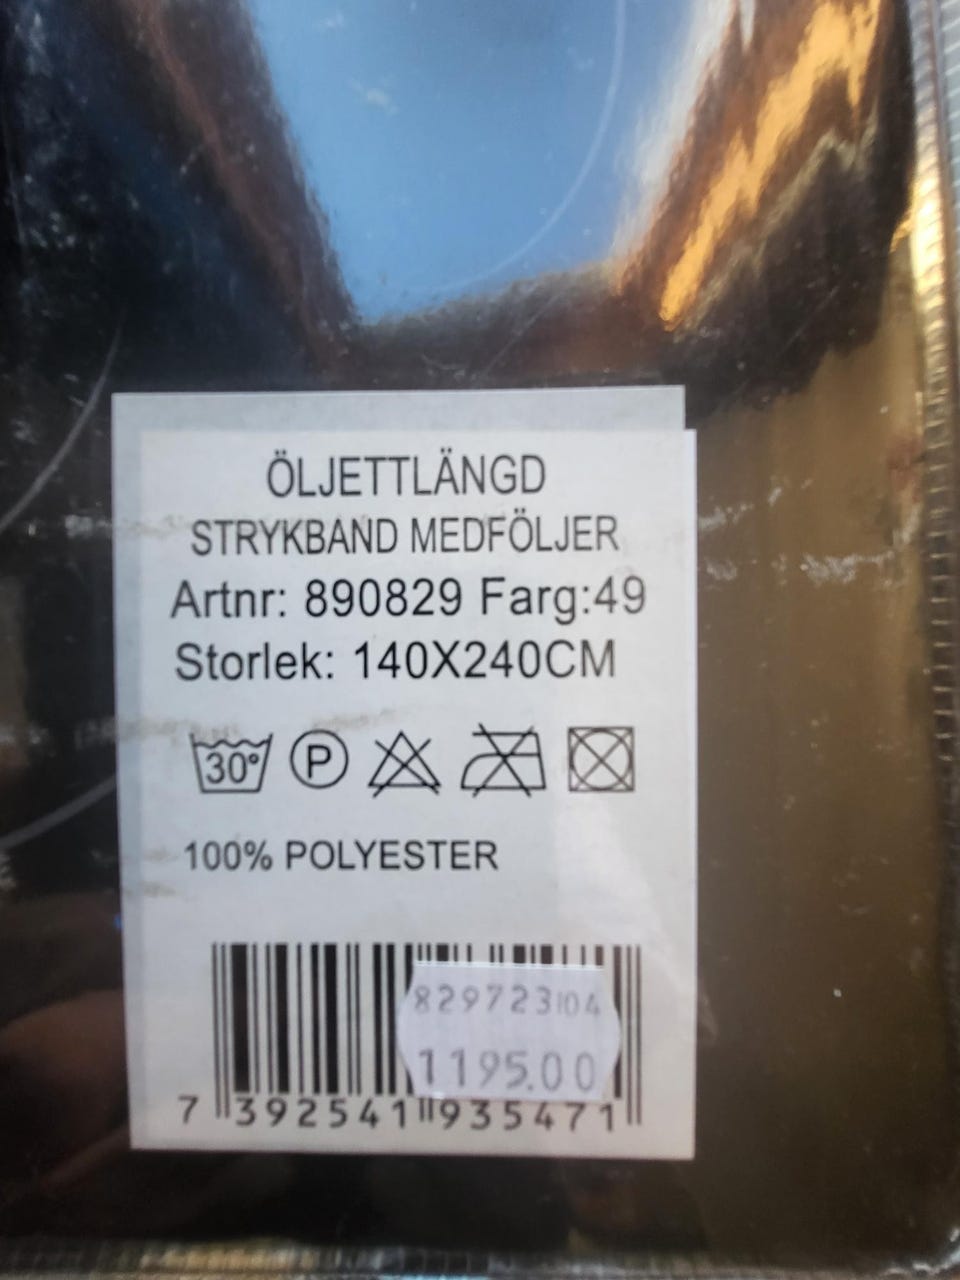 ÖLJETTLÄNGD
STRYKBAND MEDFÖLJER
Artnr: 890829 Farg:49
Storlek: 140X240CM
30° P
100% POLYESTER
829723104
1195.00
7 392541 935471